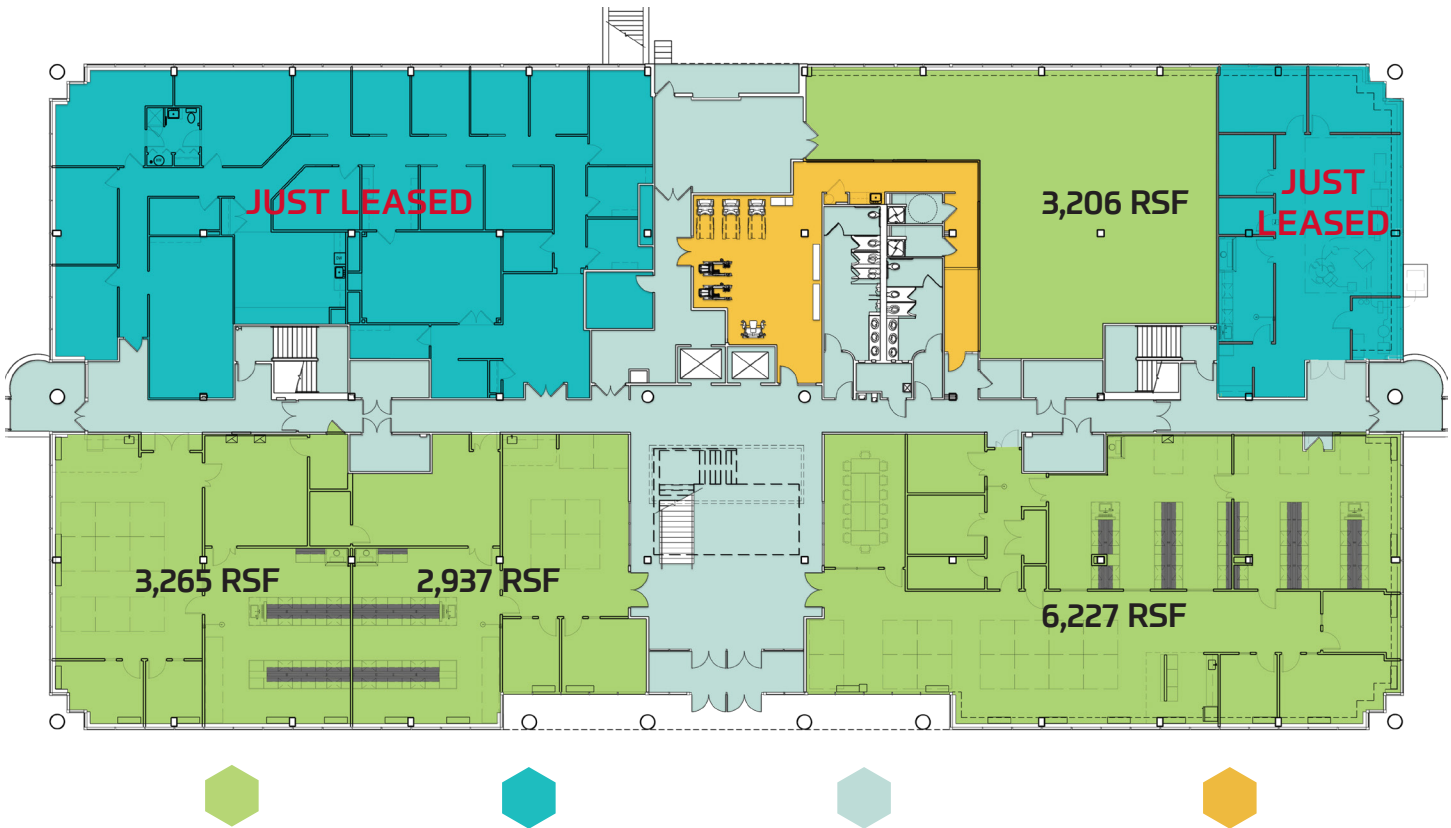 JUST LEASED
3,206 RSF
JUST
LEASED
3,265 RSF
2,937 RSF
6,227 RSF